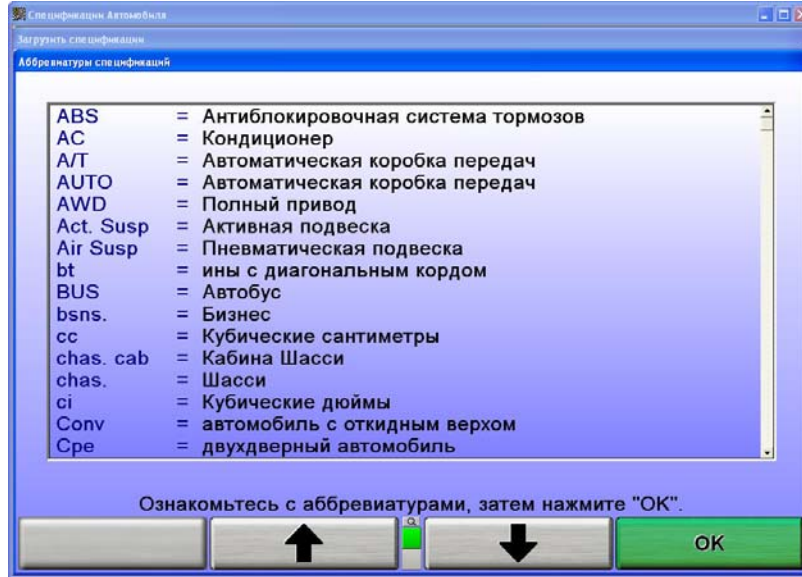 Спецификации Автомобиля
Загрузить спецификации
Аббревиатуры спецификаций
ABS = Антиблокировочная система тормозов
AC = Кондиционер
A/T = Автоматическая коробка передач
AUTO = Автоматическая коробка передач
AWD = Полный привод
Act. Susp = Активная подвеска
Air Susp = Пневматическая подвеска
bt = ины с диагональным кордом
BUS = Автобус
bsns. = Бизнес
cc = Кубические сантиметры
chas. cab = Кабина Шасси
chas. = Шасси
ci = Кубические дюймы
Conv = автомобиль с откидным верхом
Cpe = двухдверный автомобиль
Ознакомьтесь с аббревиатурами, затем нажмите "OK".
OK